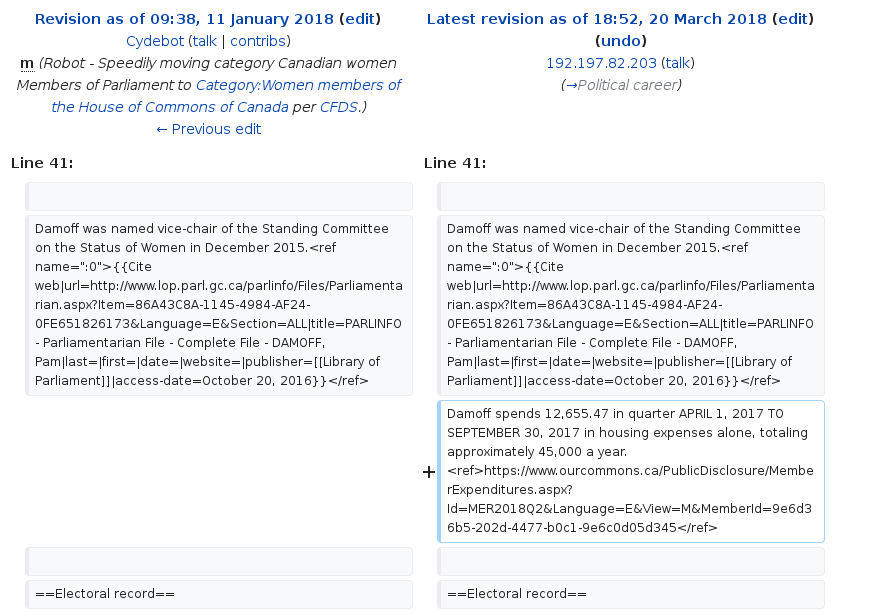 Revision as of 09:38, 11 January 2018 (edit)
Cydebot (talk | contribs)
m (Robot - Speedily moving category Canadian women
Members of Parliament to Category:Women members of
the House of Commons of Canada per CFDS.)
← Previous edit
Latest revision as of 18:52, 20 March 2018 (edit)
(undo)
192.197.82.203 (talk)
(→Political career)
Line 41:
Line 41:
Damoff was named vice-chair of the Standing Committee
on the Status of Women in December 2015.<ref
name=":0">{{Cite
web|url=http://www.lop.parl.gc.ca/parlinfo/Files/Parliamenta
rian.aspx?Item=86A43C8A-1145-4984-AF24-
0FE651826173&Language=E&Section=ALL|title=PARLINFO
- Parliamentarian File - Complete File - DAMOFF,
Pam|last=|first=|date=|website=|publisher=[[Library of
Parliament]]|access-date=October 20, 2016}}</ref>
Damoff was named vice-chair of the Standing Committee
on the Status of Women in December 2015.<ref
name=":0">{{Cite
web|url=http://www.lop.parl.gc.ca/parlinfo/Files/Parliamenta
rian.aspx?Item=86A43C8A-1145-4984-AF24-
0FE651826173&Language=E&Section=ALL|title=PARLINFO
- Parliamentarian File - Complete File - DAMOFF,
Pam|last=|first=|date=|website=|publisher=[[Library of
Parliament]]|access-date=October 20, 2016}}</ref>
+
Damoff spends 12,655.47 in quarter APRIL 1, 2017 TO
SEPTEMBER 30, 2017 in housing expenses alone, totaling
approximately 45,000 a year.
<ref>https://www.ourcommons.ca/PublicDisclosure/Membe
rExpenditures.aspx?
Id=MER2018Q2&Language=E&View=M&MemberId=9e6d3
6b5-202d-4477-b0c1-9e6c0d05d345</ref>
==Electoral record==
==Electoral record==